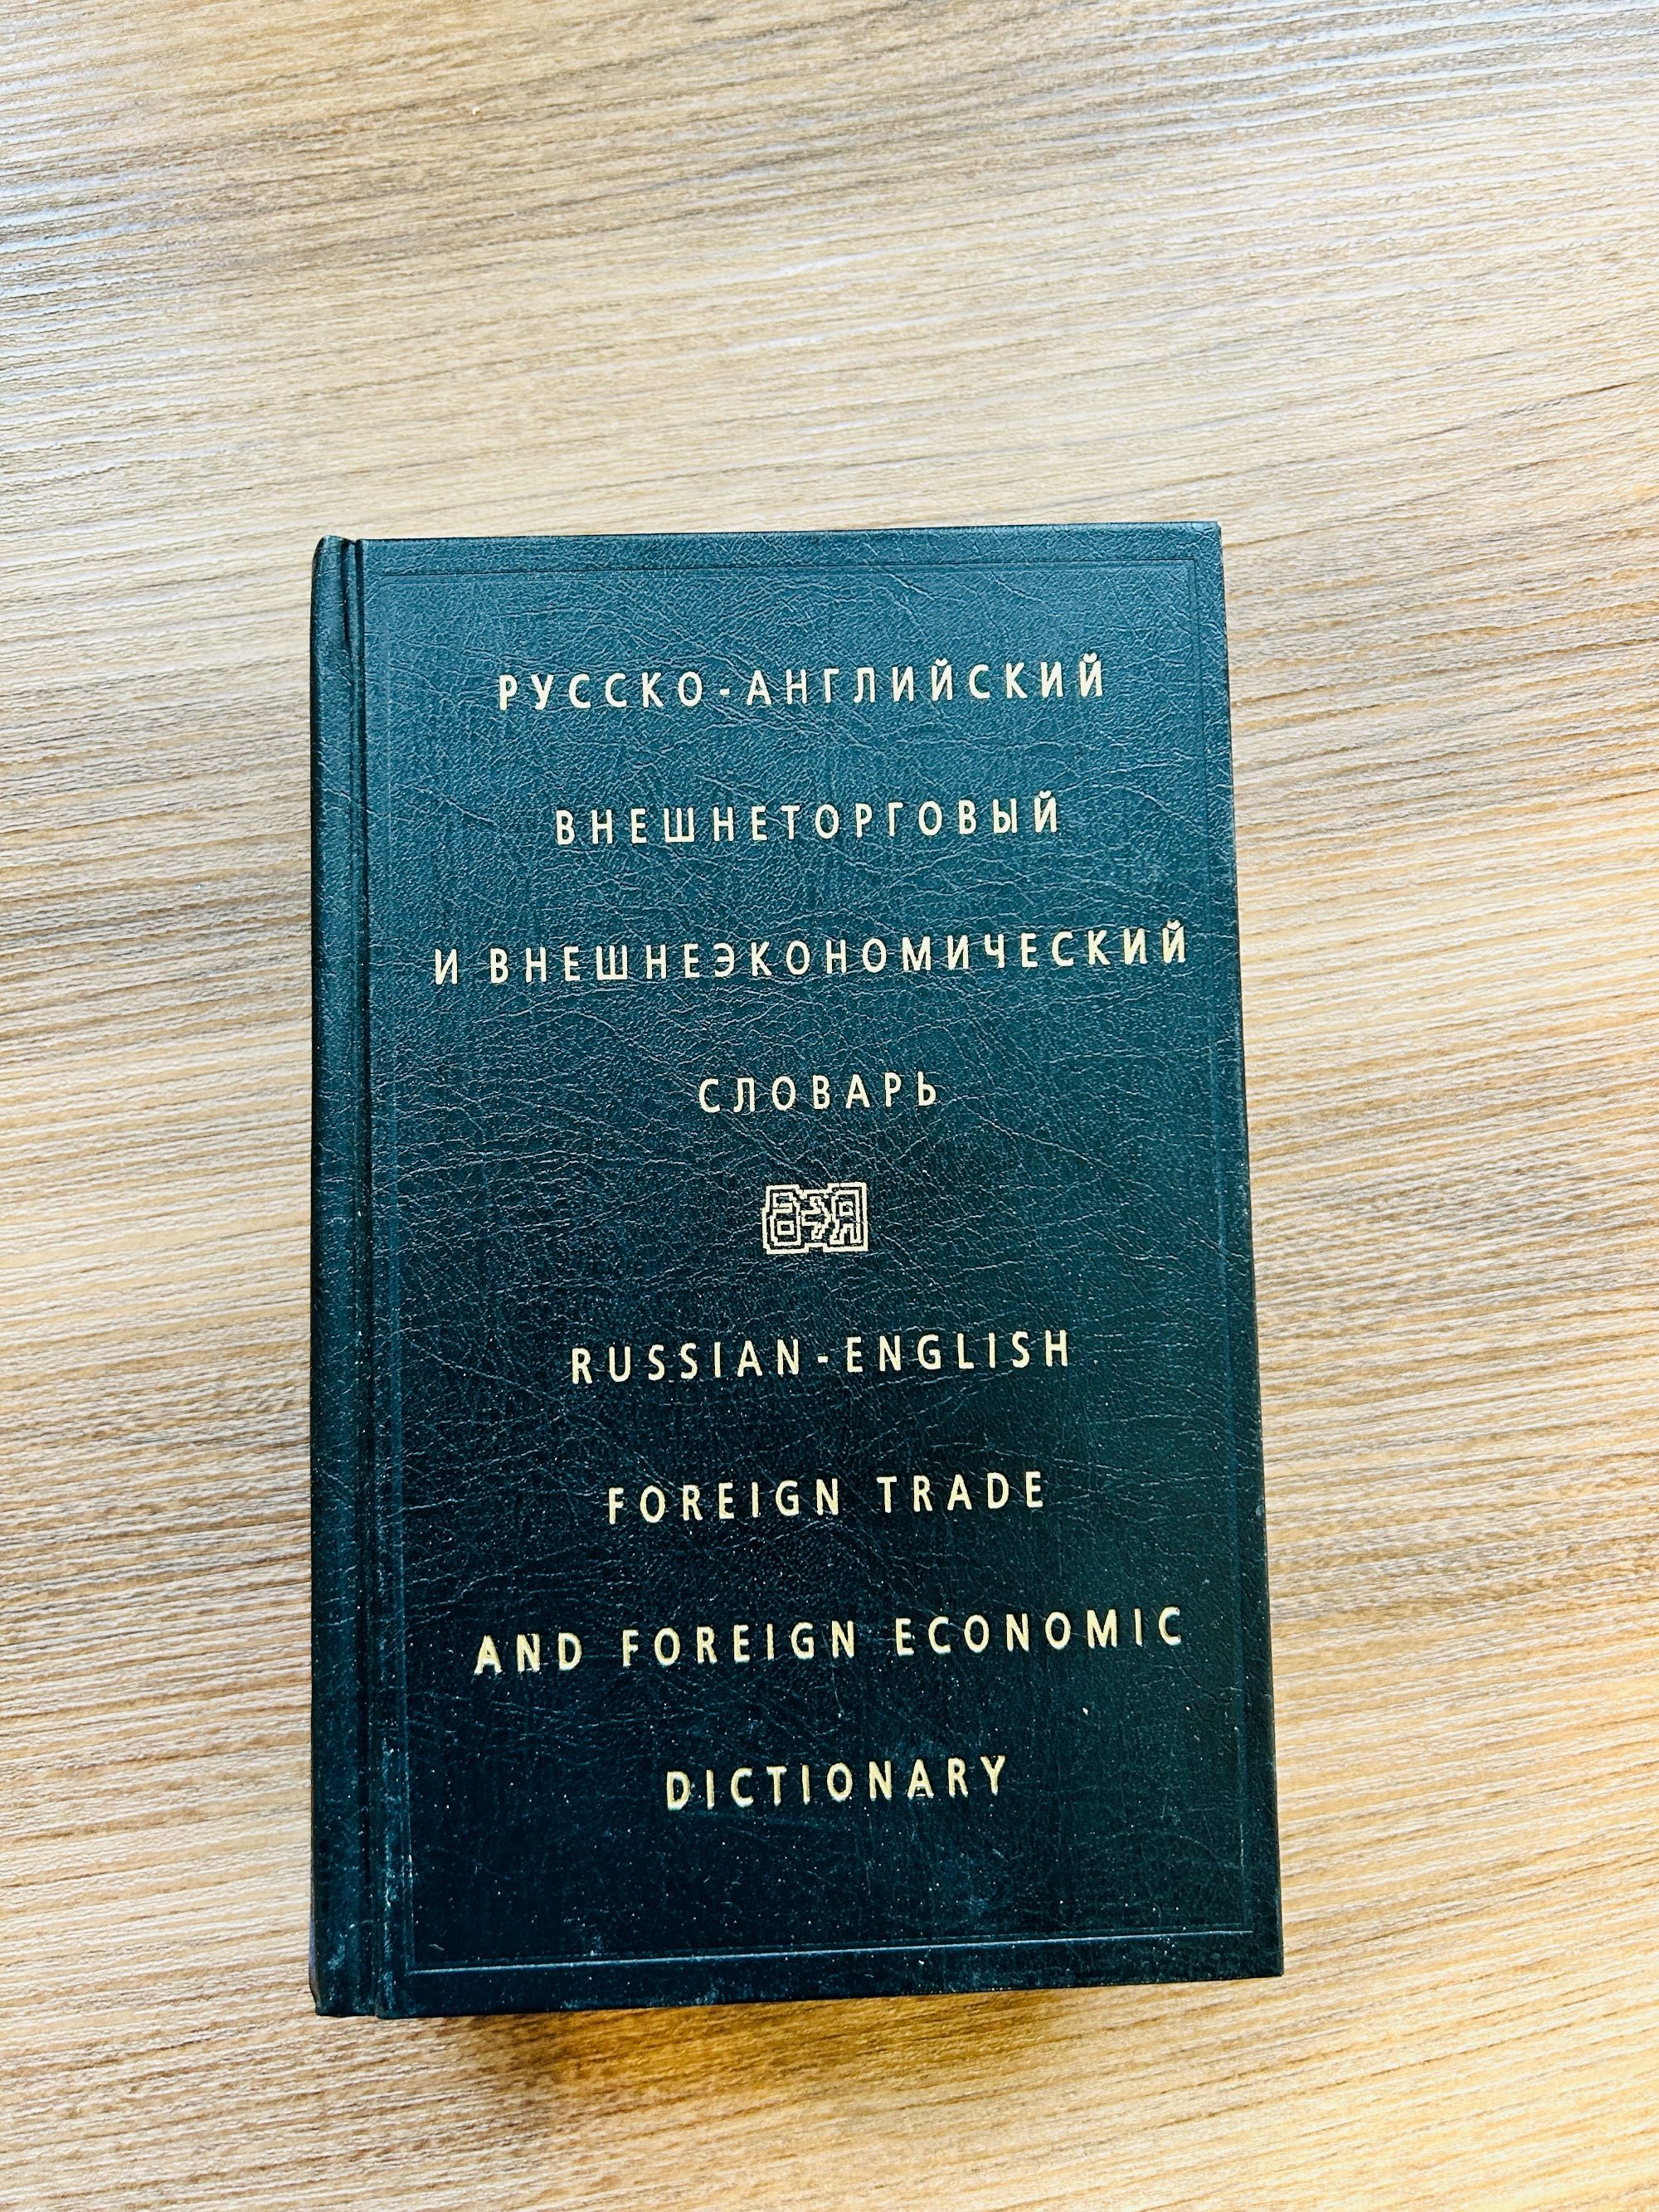 РУССКО-АНГЛИЙСКИЙ
ВНЕШНЕТОРГОВЫЙ
И ВНЕШНЕЭКОНОМИЧЕСКИЙ
СЛОВАРЬ
RUSSIAN-ENGLISH
FOREIGN TRADE
AND FOREIGN ECONOMIC
DICTIONARY